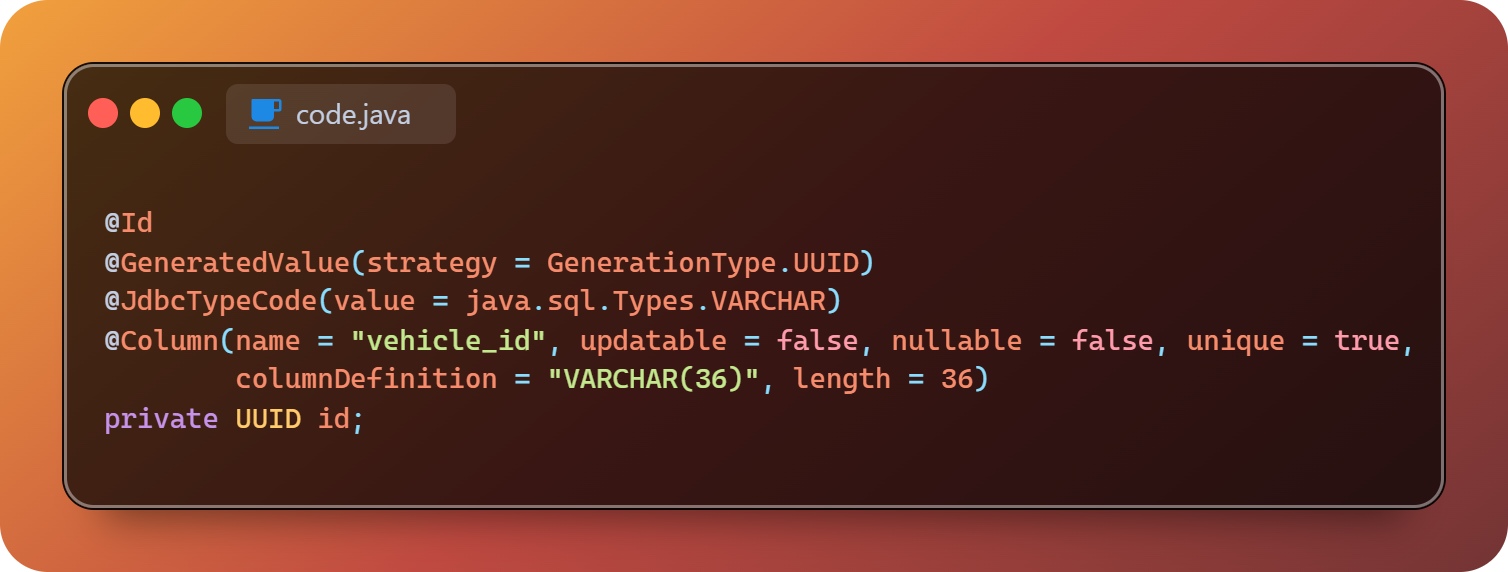 code.java
@Id
@GeneratedValue(strategy = GenerationType.UUID)
@JdbcTypeCode(value = java.sql.Types.VARCHAR)
@Column(name = "vehicle_id", updatable = false, nullable = false, unique = true,
        columnDefinition = "VARCHAR(36)", length = 36)
private UUID id;